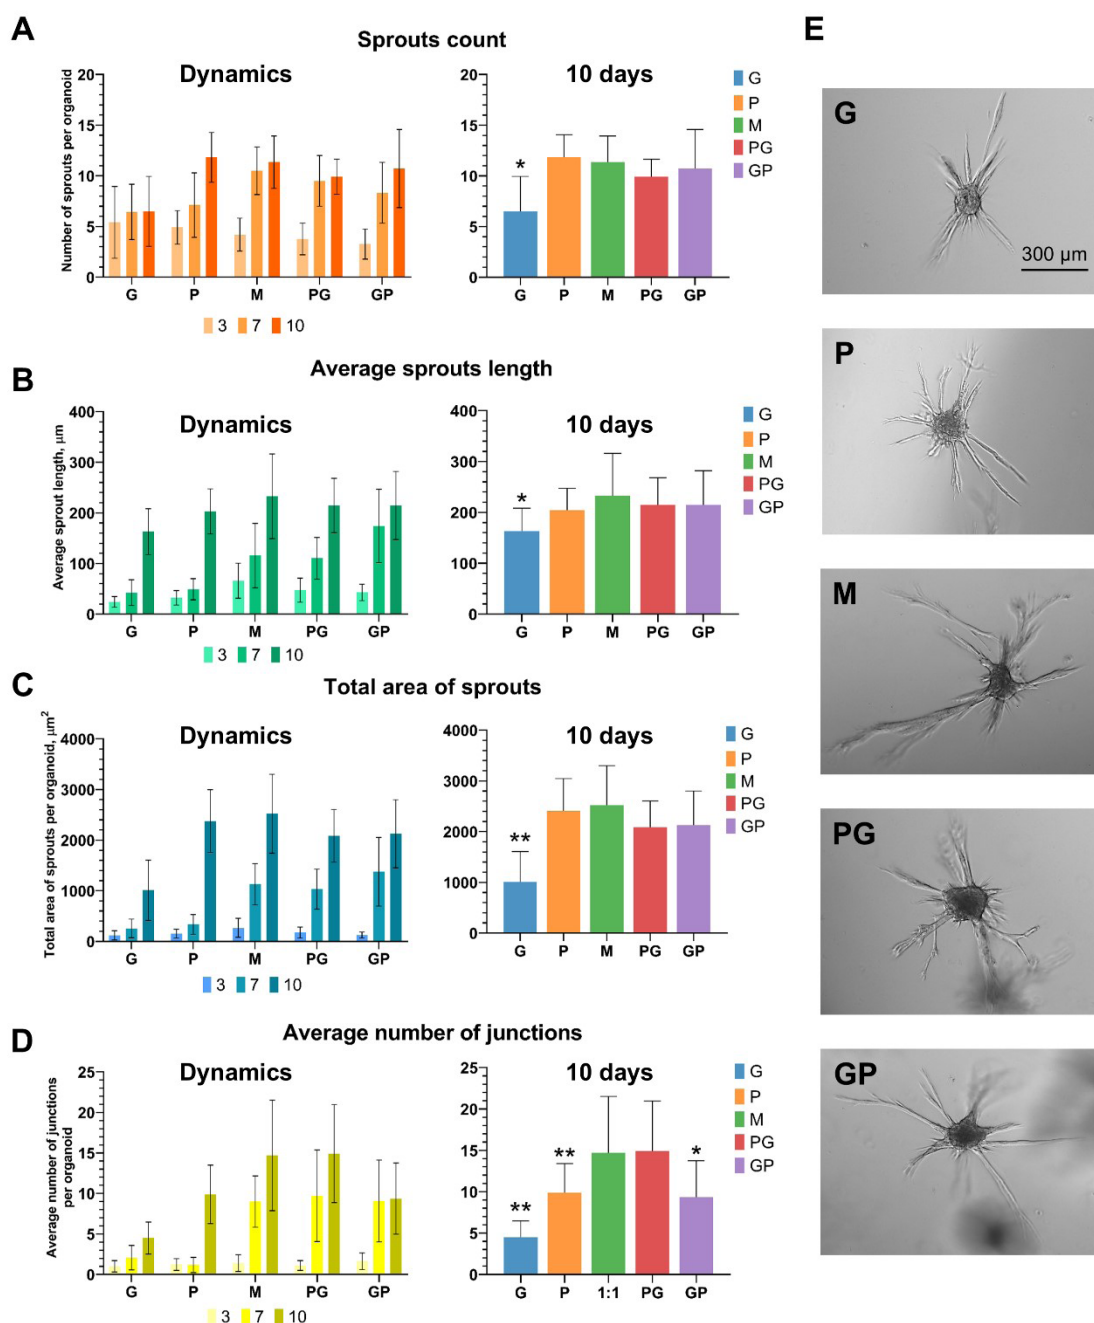 A
Sprouts count
Dynamics
Number of sprouts per organoid
20
15
10
5
0
G P M PG GP
3 7 10
10 days
20
15
10
5
0
*
G P M PG GP
G
P
M
PG
GP
B
Average sprouts length
Dynamics
Average sprout length, μm
400
300
200
100
0
G P M PG GP
3 7 10
10 days
400
300
200
100
0
*
G P M PG GP
G
P
M
PG
GP
C
Total area of sprouts
Dynamics
Total area of sprouts per organoid, μm²
4000
3000
2000
1000
0
G P M PG GP
3 7 10
10 days
4000
3000
2000
1000
0
**
G P M PG GP
G
P
M
PG
GP
D
Average number of junctions
Dynamics
Average number of junctions
per organoid
25
20
15
10
5
0
G P M PG GP
3 7 10
10 days
25
20
15
10
5
0
** ** *
G P 1:1 PG GP
G
P
M
PG
GP
E
G
300 μm
P
M
PG
GP